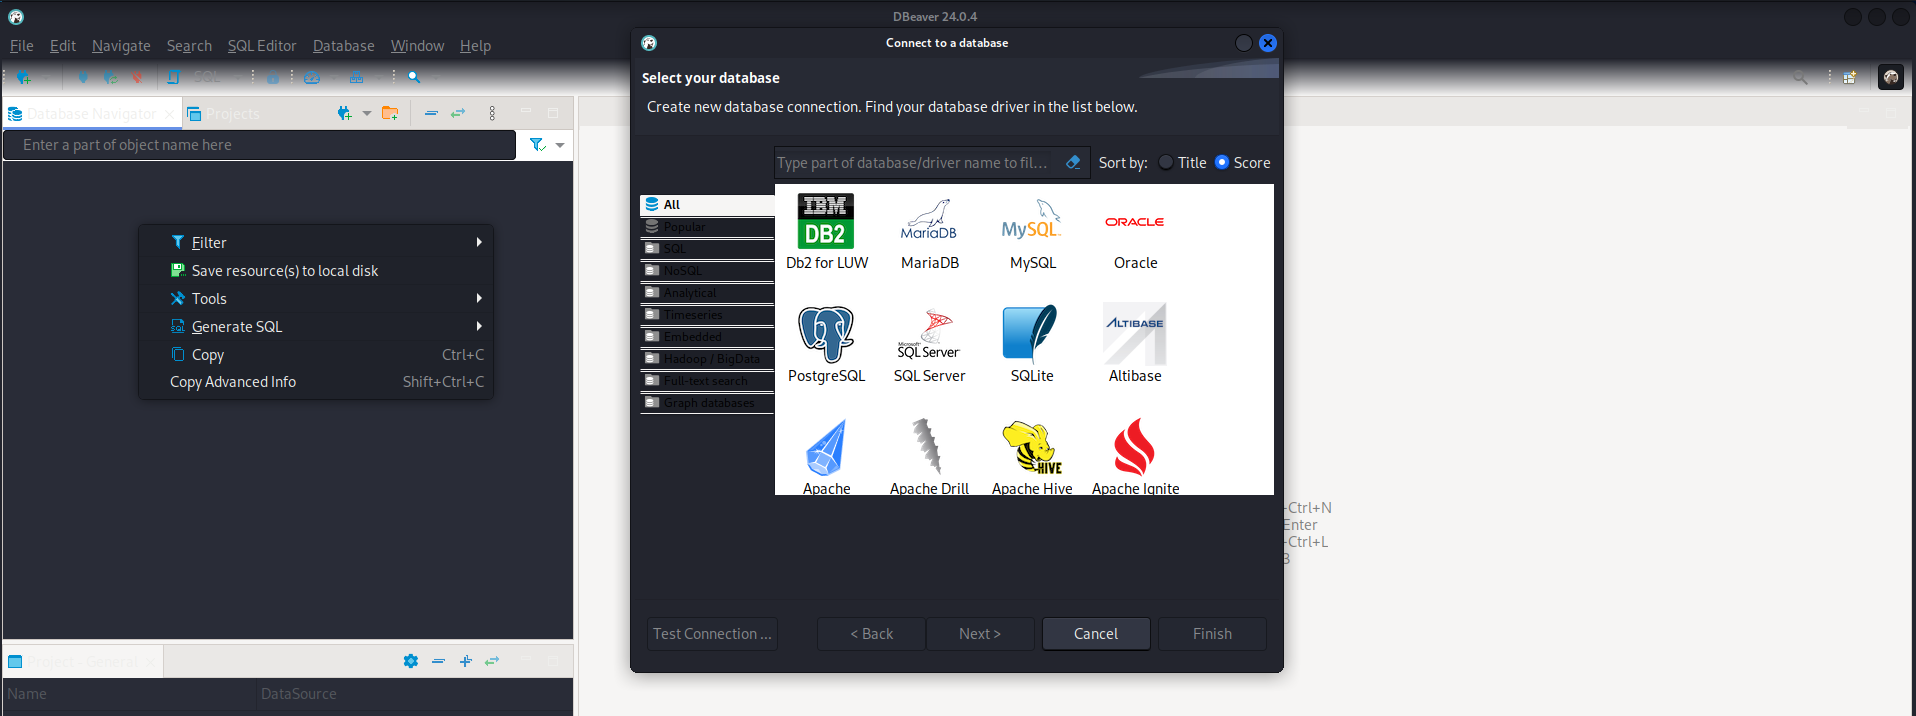 DBeaver 24.0.4
File Edit Navigate Search SQL Editor Database Window Help
SQL
Database Navigator
Projects
Enter a part of object name here
Filter
Save resource(s) to local disk
Tools
Generate SQL
Copy Ctrl+C
Copy Advanced Info Shift+Ctrl+C
Project - General
Name DataSource
Connect to a database
Select your database
Create new database connection. Find your database driver in the list below.
Type part of database/driver name to fil...
Sort by: Title Score
All
Popular
SQL
NoSQL
Analytical
Timeseries
Embedded
Hadoop / BigData
Full-text search
Graph databases
IBM
DB2
MariaDB
MySQL
ORACLE
Db2 for LUW MariaDB MySQL Oracle
Microsoft
SQL Server
ALTIBASE
PostgreSQL SQL Server SQLite Altibase
HIVE
Apache Apache Drill Apache Hive Apache Ignite
-Ctrl+N
Enter
-Ctrl+L
B
Test Connection ... < Back Next > Cancel Finish